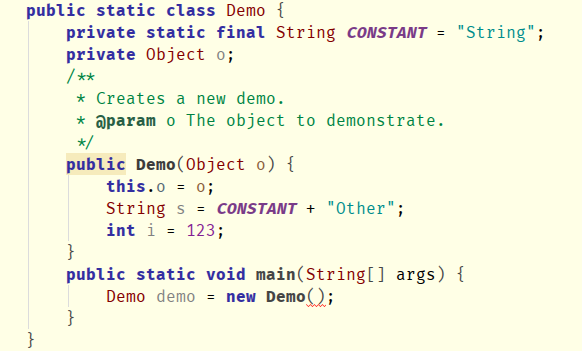 public static class Demo {
    private static final String CONSTANT = "String";
    private Object o;
    /**
     * Creates a new demo.
     * @param o The object to demonstrate.
     */
    public Demo(Object o) {
        this.o = o;
        String s = CONSTANT + "Other";
        int i = 123;
    }
    public static void main(String[] args) {
        Demo demo = new Demo();
    }
}